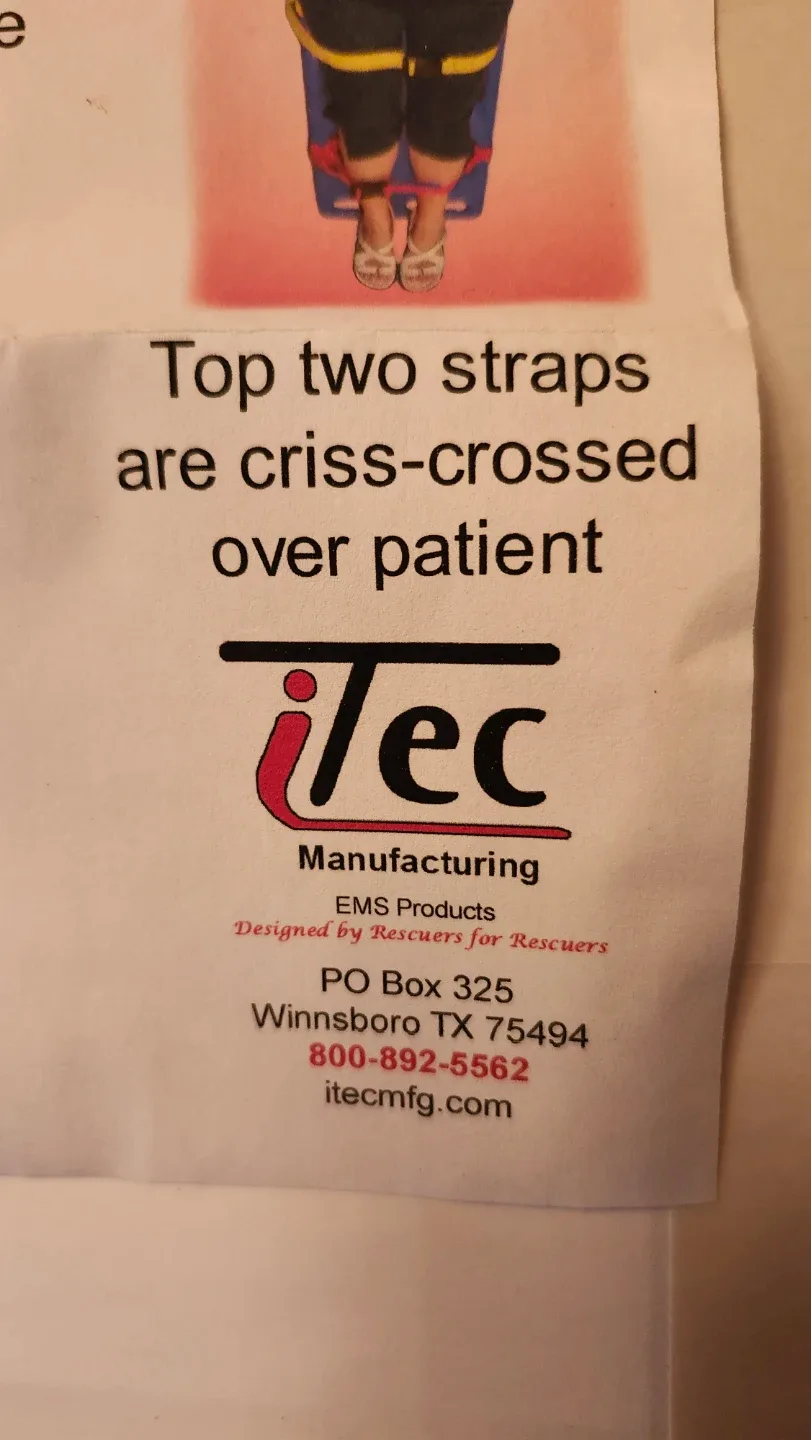 e
Top two straps
are criss-crossed
over patient
iTec
Manufacturing
EMS Products
Designed by Rescuers for Rescuers
PO Box 325
Winnsboro TX 75494
800-892-5562
itecmfg.com